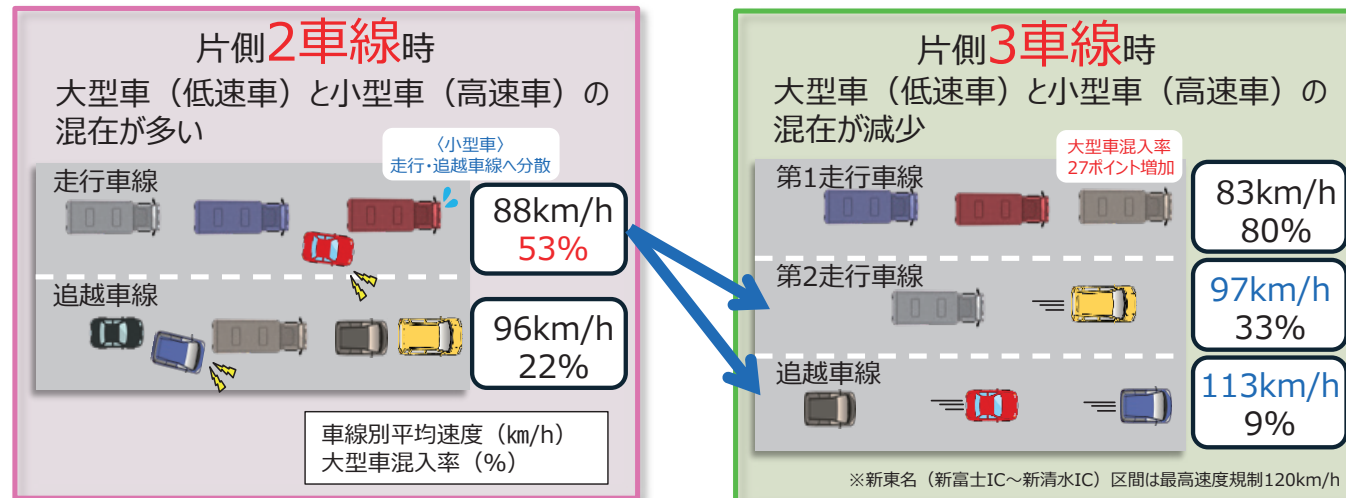 片側2車線時
大型車（低速車）と小型車（高速車）の
混在が多い
〈小型車〉
走行・追越車線へ分散
走行車線
88km/h
53%
追越車線
96km/h
22%
車線別平均速度（㎞/h）
大型車混入率（%）
片側3車線時
大型車（低速車）と小型車（高速車）の
混在が減少
大型車混入率
27ポイント増加
第1走行車線
83km/h
80%
第2走行車線
97km/h
33%
追越車線
113km/h
9%
※新東名（新富士IC～新清水IC）区間は最高速度規制120km/h